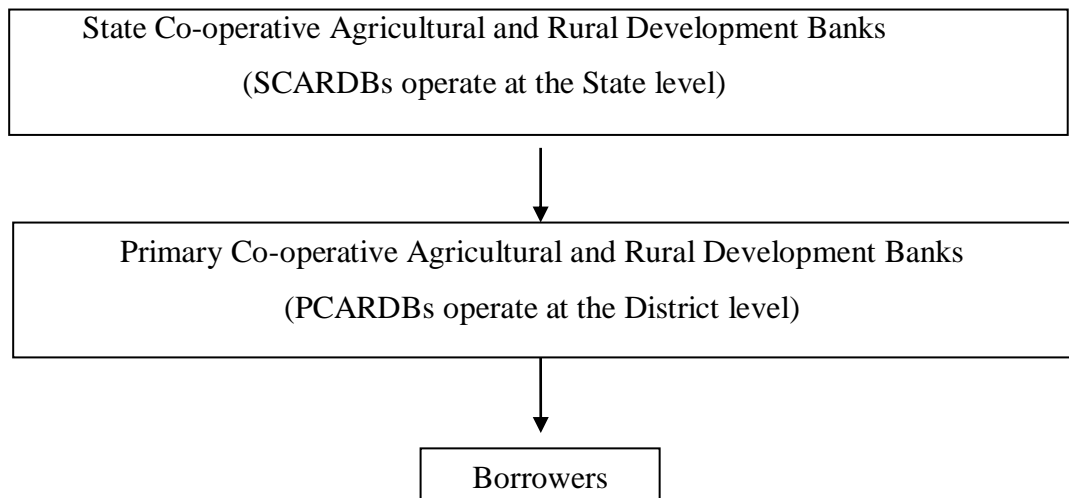 State Co-operative Agricultural and Rural Development Banks
(SCARDBs operate at the State level)
Primary Co-operative Agricultural and Rural Development Banks
(PCARDBs operate at the District level)
Borrowers